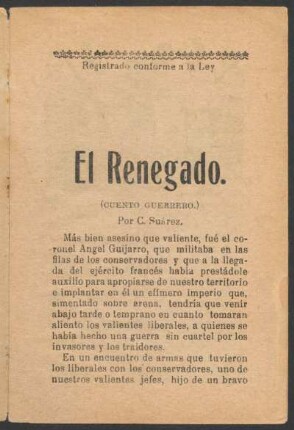 Registrado conforme a la Ley
El Renegado.
(CUENTO GUERRERO.)
Por C. Suárez.
Más bien asesino que valiente, fué el co-
ronel Angel Guijarro, que militaba en las
filas de los conservadores y que a la llega-
da del ejército francés había prestádole
auxilio para apropiarse de nuestro territorio
e implantar en él un efímero imperio que,
cimentado sobre arena, tendría que venir
abajo tarde o temprano en cuanto tomaran
aliento los valientes liberales, a quienes se
había hecho una guerra sin cuartel por los
invasores y los traidores.
En un encuentro de armas que tuvieron
los liberales con los conservadores, uno de
nuestros valientes jefes, hijo de un bravo